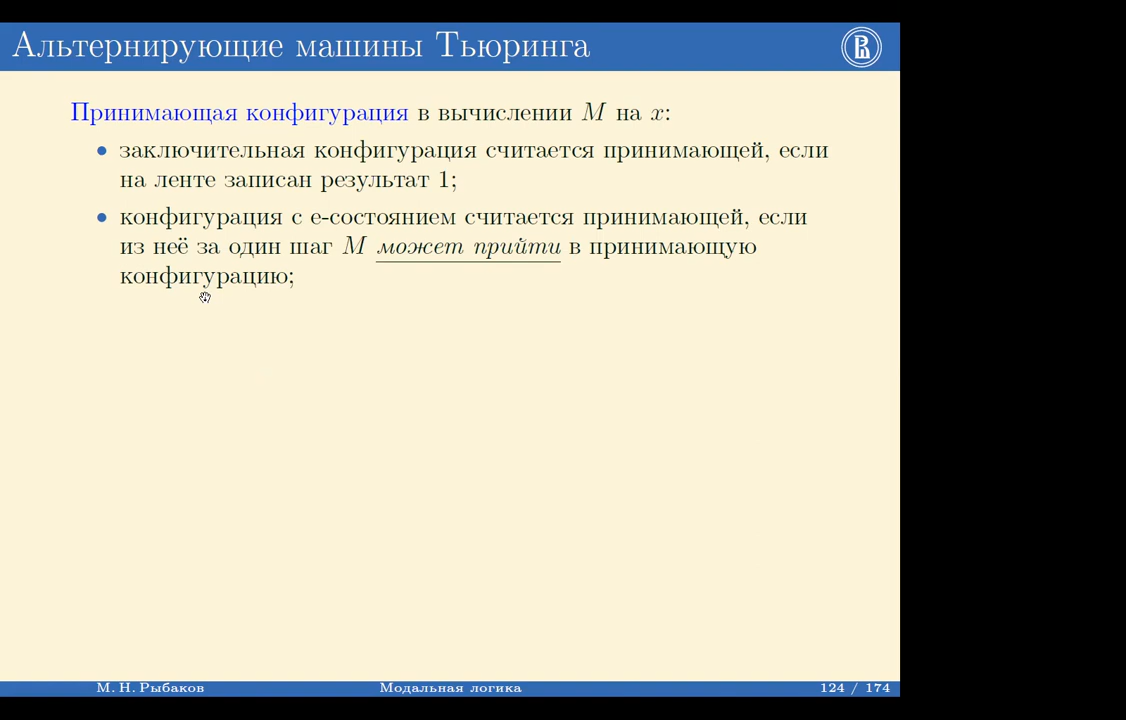 Альтернирующие машины Тьюринга
Принимающая конфигурация в вычислении M на x:
• заключительная конфигурация считается принимающей, если
на ленте записан результат 1;
• конфигурация с e-состоянием считается принимающей, если
из неё за один шаг M может прийти в принимающую
конфигурацию;
М. Н. Рыбаков Модальная логика 124 / 174